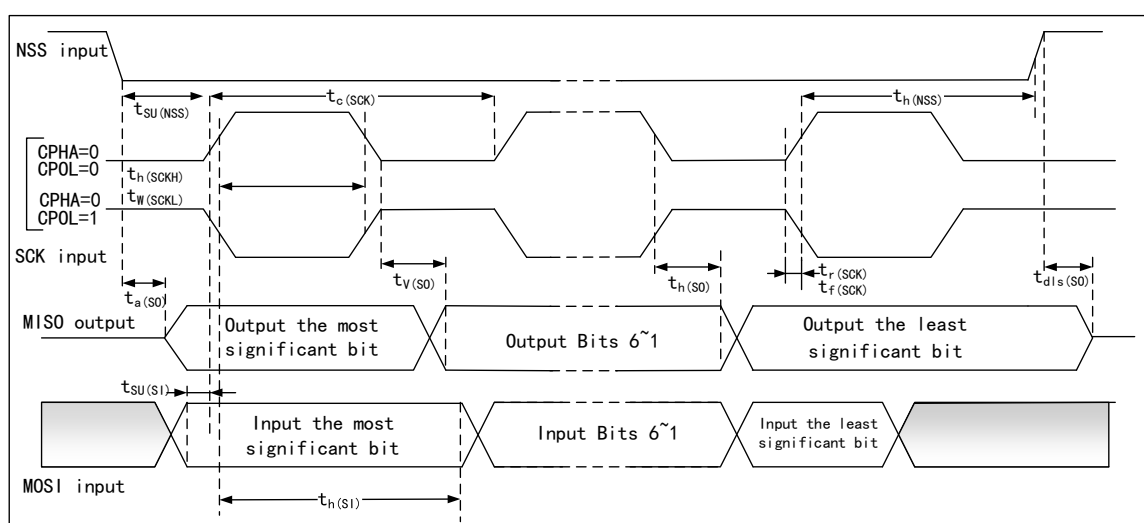 NSS input
tSU(NSS)
tc(SCK)
th(NSS)
CPHA=0
CPOL=0
th(SCKH)
CPHA=0
tW(SCKL)
CPOL=1
SCK input
ta(SO)
tV(SO)
th(SO)
tr(SCK)
tf(SCK)
tdls(SO)
MISO output
Output the most
significant bit
Output Bits 6~1
Output the least
significant bit
tSU(SI)
Input the most
significant bit
Input Bits 6~1
Input the least
significant bit
MOSI input
th(SI)